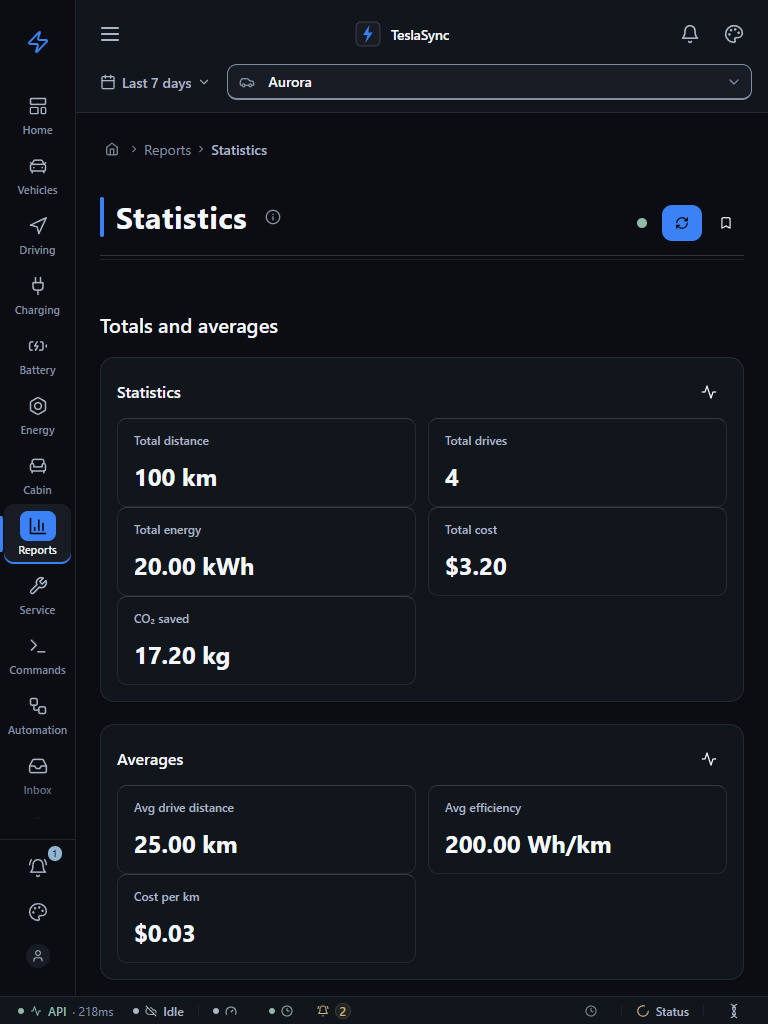 TeslaSync
Last 7 days
Aurora
Home
Vehicles
Driving
Charging
Battery
Energy
Cabin
Reports
Service
Commands
Automation
Inbox
1
Reports
Statistics
Statistics
Totals and averages
Statistics
Total distance
100 km
Total drives
4
Total energy
20.00 kWh
Total cost
$3.20
CO₂ saved
17.20 kg
Averages
Avg drive distance
25.00 km
Avg efficiency
200.00 Wh/km
Cost per km
$0.03
API · 218ms
Idle
2
Status